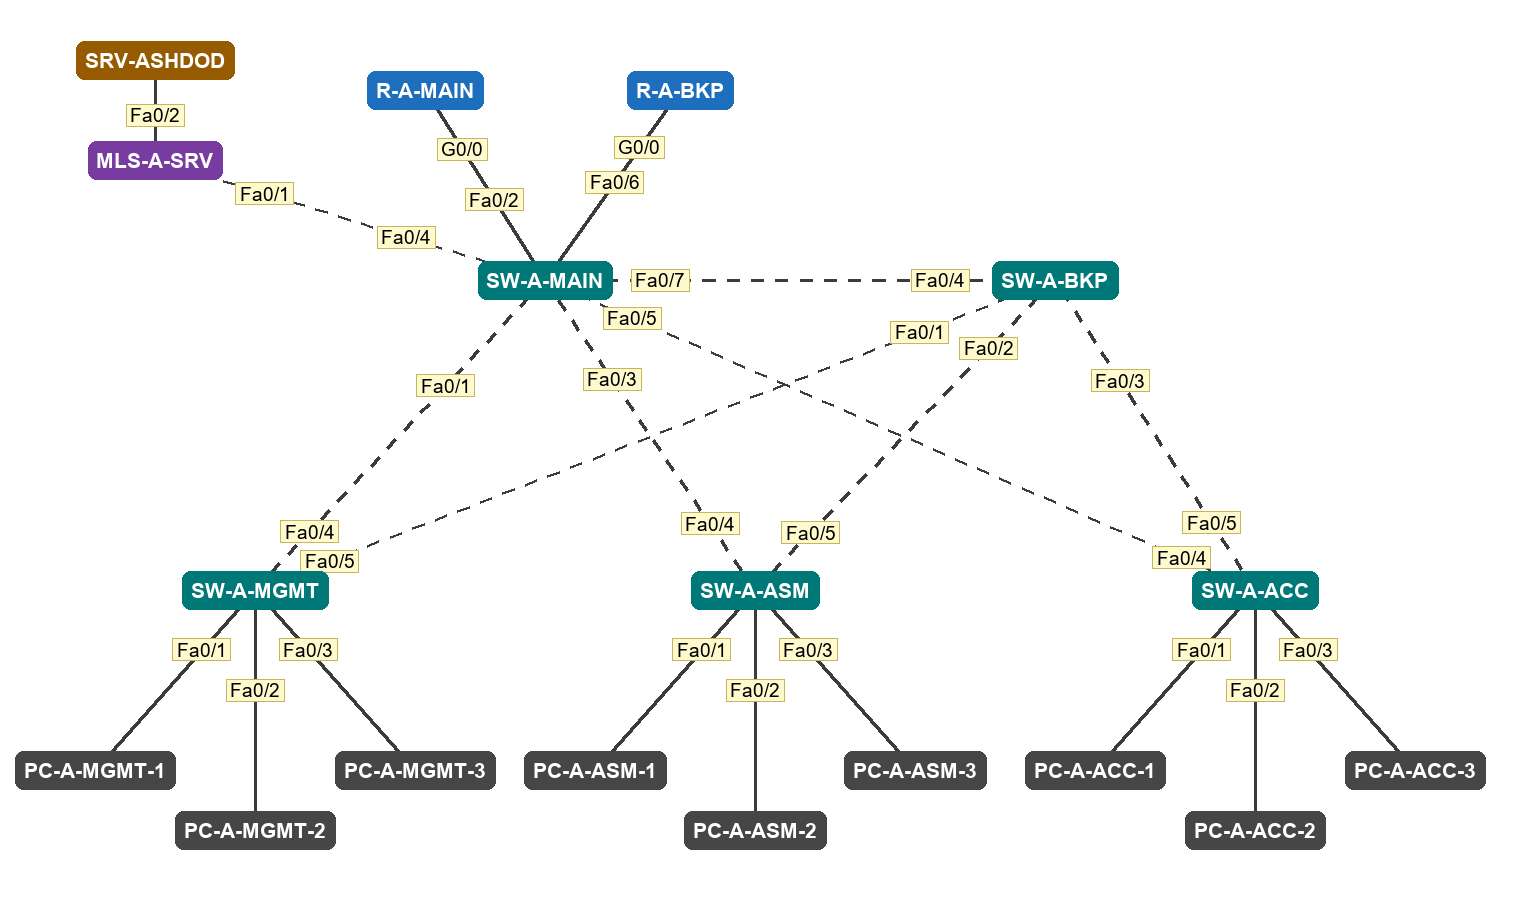 SRV-ASHDOD
R-A-MAIN
R-A-BKP
Fa0/2
G0/0
G0/0
MLS-A-SRV
Fa0/6
Fa0/1
Fa0/2
Fa0/4
SW-A-MAIN
Fa0/7
Fa0/4
SW-A-BKP
Fa0/5
Fa0/1
Fa0/2
Fa0/1
Fa0/3
Fa0/3
Fa0/4
Fa0/4
Fa0/5
Fa0/5
Fa0/5
Fa0/4
SW-A-MGMT
SW-A-ASM
SW-A-ACC
Fa0/1
Fa0/3
Fa0/1
Fa0/3
Fa0/1
Fa0/3
Fa0/2
Fa0/2
Fa0/2
PC-A-MGMT-1
PC-A-MGMT-3
PC-A-ASM-1
PC-A-ASM-3
PC-A-ACC-1
PC-A-ACC-3
PC-A-MGMT-2
PC-A-ASM-2
PC-A-ACC-2